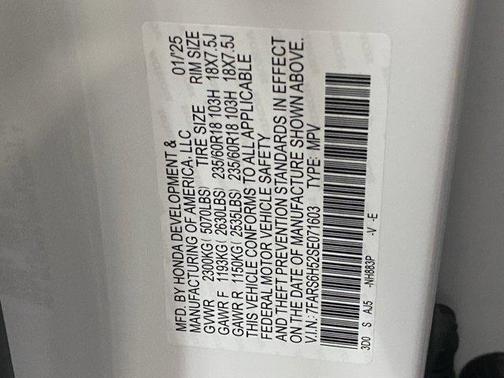 MFD. BY HONDA DEVELOPMENT & 01/25
MANUFACTURING OF AMERICA, LLC
TIRE SIZE RIM SIZE
GVWR 2300KG ( 5070LBS)
GAWR F 1193KG ( 2630LBS) 235/60R18 103H 18X7.5J
GAWR R 1150KG ( 2535LBS) 235/60R18 103H 18X7.5J
THIS VEHICLE CONFORMS TO ALL APPLICABLE
FEDERAL MOTOR VEHICLE SAFETY
AND THEFT PREVENTION STANDARDS IN EFFECT
ON THE DATE OF MANUFACTURE SHOWN ABOVE.
V.I.N.: 7FARS6H52SE071603 TYPE: MPV
3D0 S AJ5 -NH883P -V -E